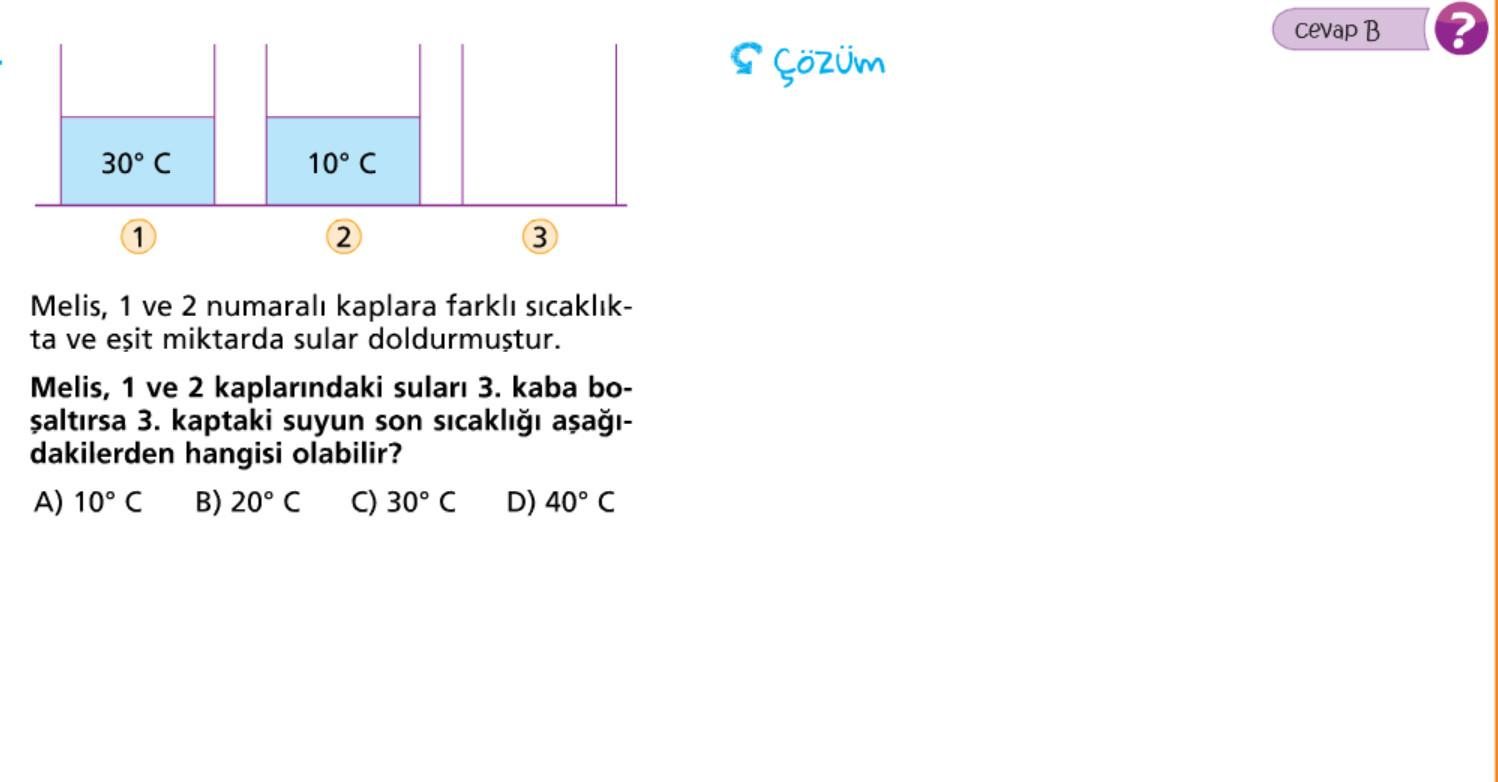 Cevap B
?
Çözüm
30° C
10° C
1
2
3
Melis, 1 ve 2 numaralı kaplara farklı sıcaklık-
ta ve eşit miktarda sular doldurmuştur.
Melis, 1 ve 2 kaplarındaki suları 3. kaba bo-
şaltırsa 3. kaptaki suyun son sıcaklığı aşağı-
dakilerden hangisi olabilir?
A) 10° C B) 20° C C) 30° C D) 40° C